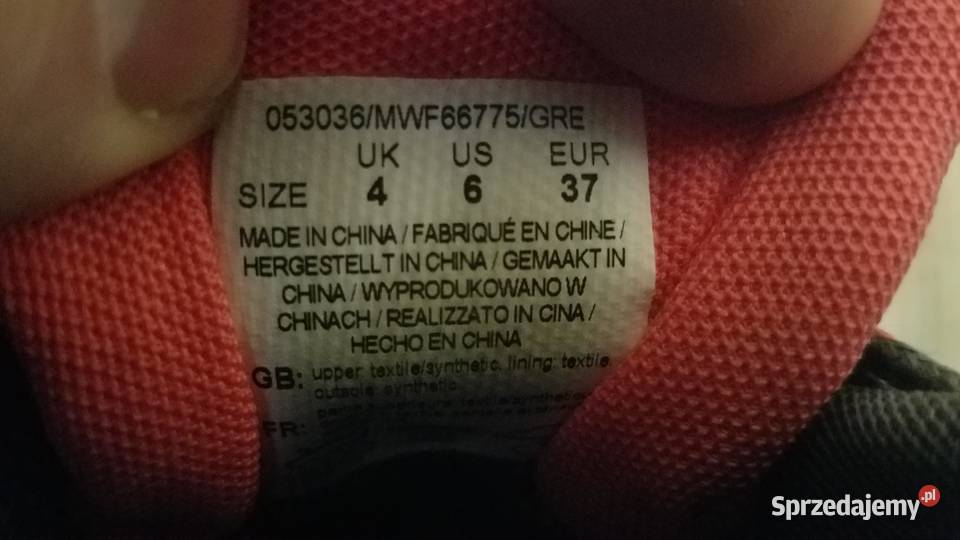 053036/MWF66775/GRE
UK US EUR
SIZE 4 6 37
MADE IN CHINA / FABRIQUÉ EN CHINE /
HERGESTELLT IN CHINA / GEMAAKT IN
CHINA / WYPRODUKOWANO W
CHINACH / REALIZZATO IN CINA /
HECHO EN CHINA
GB: upper: textile/synthetic, lining: textile,
outsole: synthetic
FR:
Sprzedajemy.pl